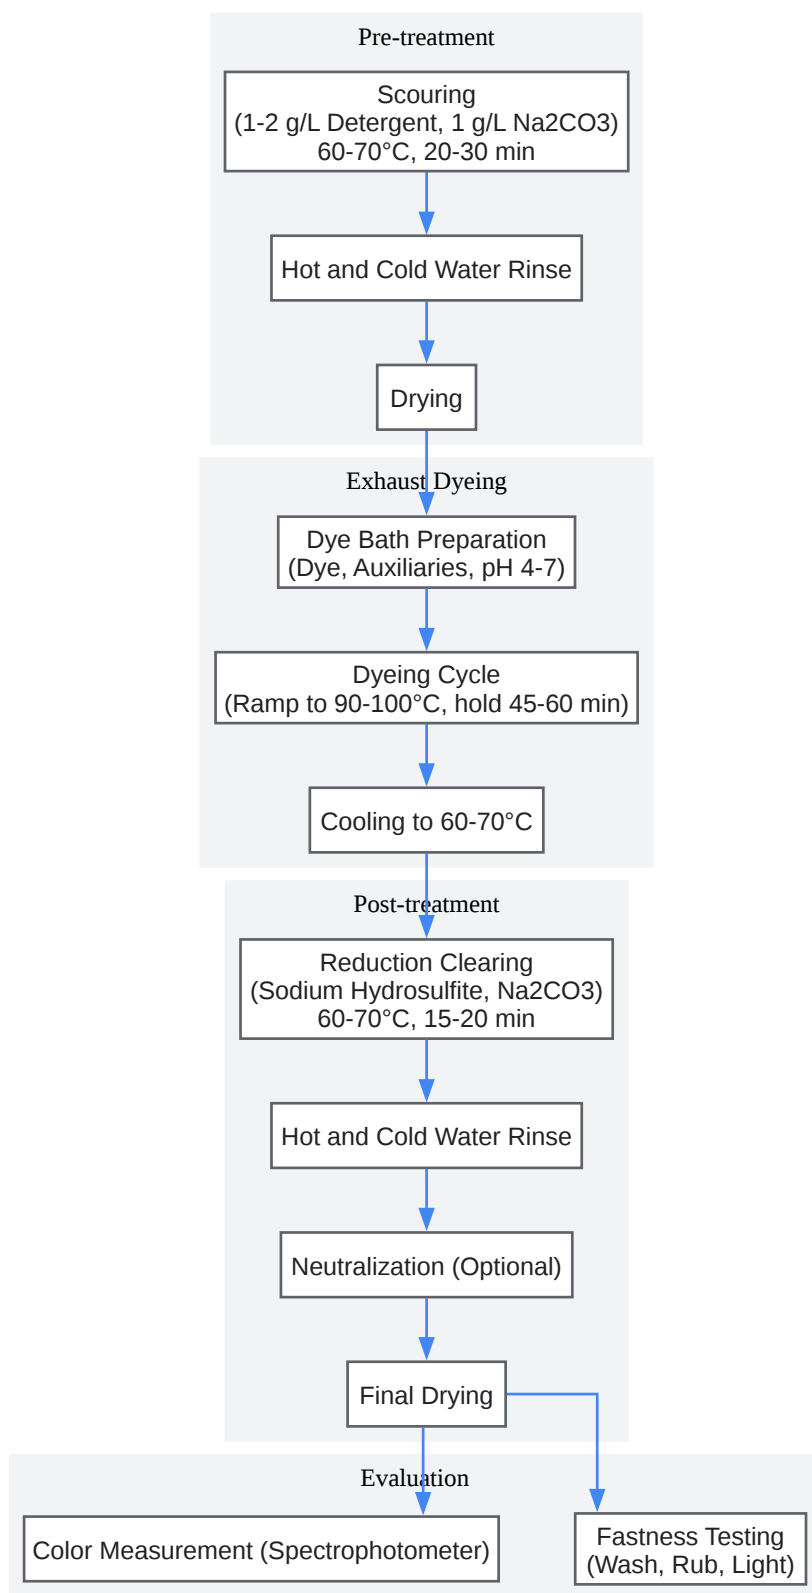 Pre-treatment
Scouring
(1-2 g/L Detergent, 1 g/L Na2CO3)
60-70°C, 20-30 min
Hot and Cold Water Rinse
Drying
Exhaust Dyeing
Dye Bath Preparation
(Dye, Auxiliaries, pH 4-7)
Dyeing Cycle
(Ramp to 90-100°C, hold 45-60 min)
Cooling to 60-70°C
Post-treatment
Reduction Clearing
(Sodium Hydrosulfite, Na2CO3)
60-70°C, 15-20 min
Hot and Cold Water Rinse
Neutralization (Optional)
Final Drying
Evaluation
Color Measurement (Spectrophotometer)
Fastness Testing
(Wash, Rub, Light)